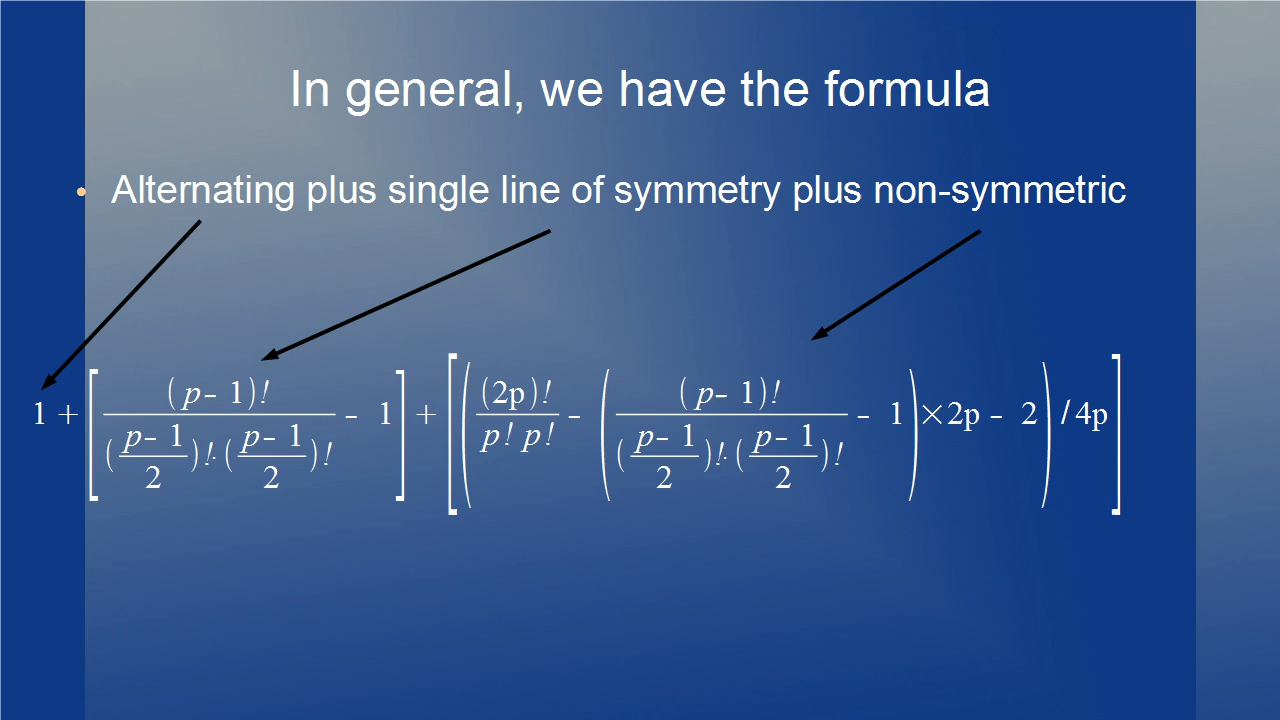 In general, we have the formula
• Alternating plus single line of symmetry plus non-symmetric
1 + [ (p – 1)! / ( ((p – 1)/2)! · ((p – 1)/2)! ) – 1 ] + [ ( (2p)! / (p! p!) – ( (p – 1)! / ( ((p – 1)/2)! · ((p – 1)/2)! ) – 1 ) × 2p – 2 ) / 4p ]